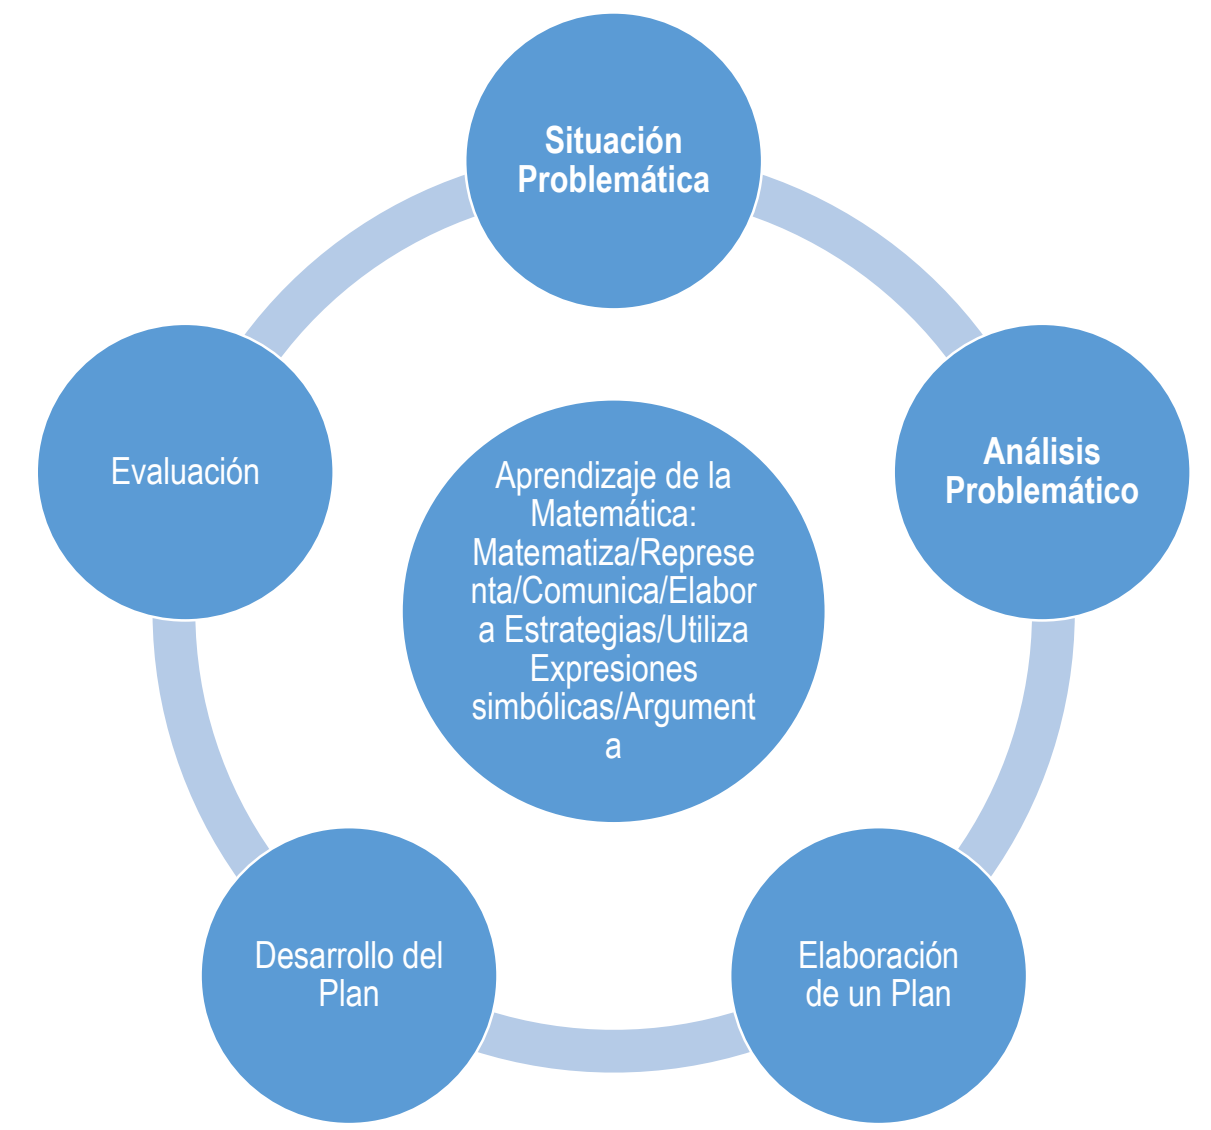 Situación
Problemática
Análisis
Problemático
Elaboración
de un Plan
Desarrollo del
Plan
Evaluación
Aprendizaje de la
Matemática:
Matematiza/Represe
nta/Comunica/Elabor
a Estrategias/Utiliza
Expresiones
simbólicas/Argument
a